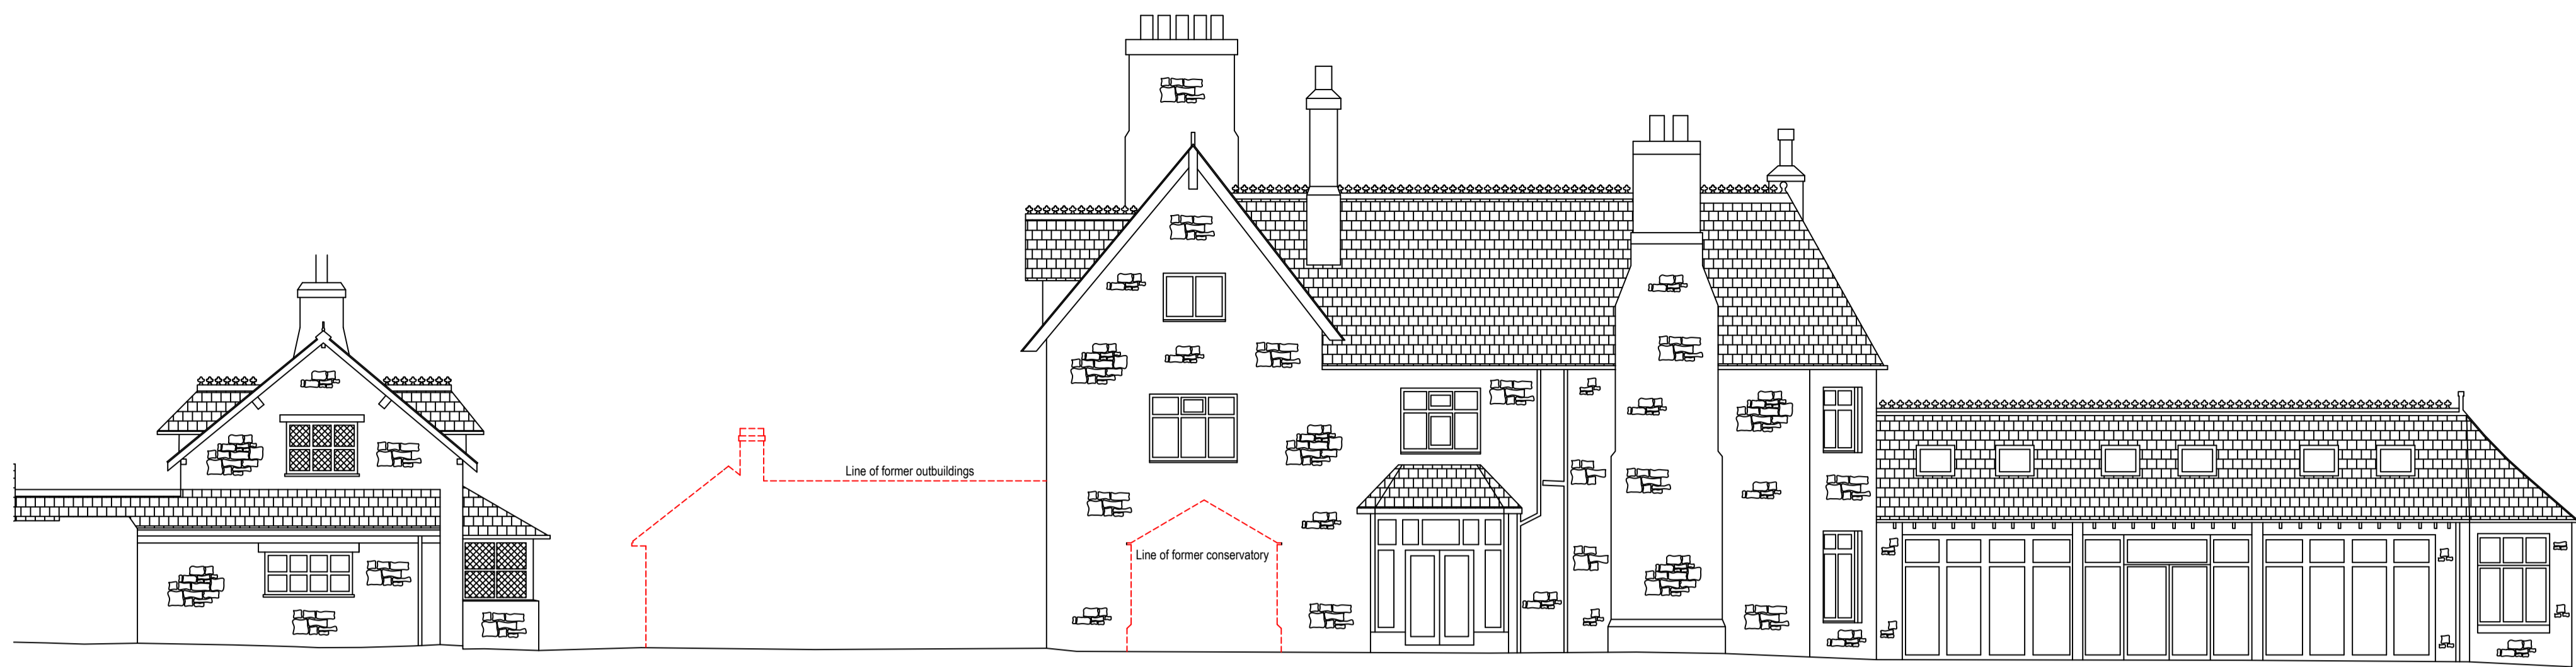 Line of former outbuildings
Line of former conservatory